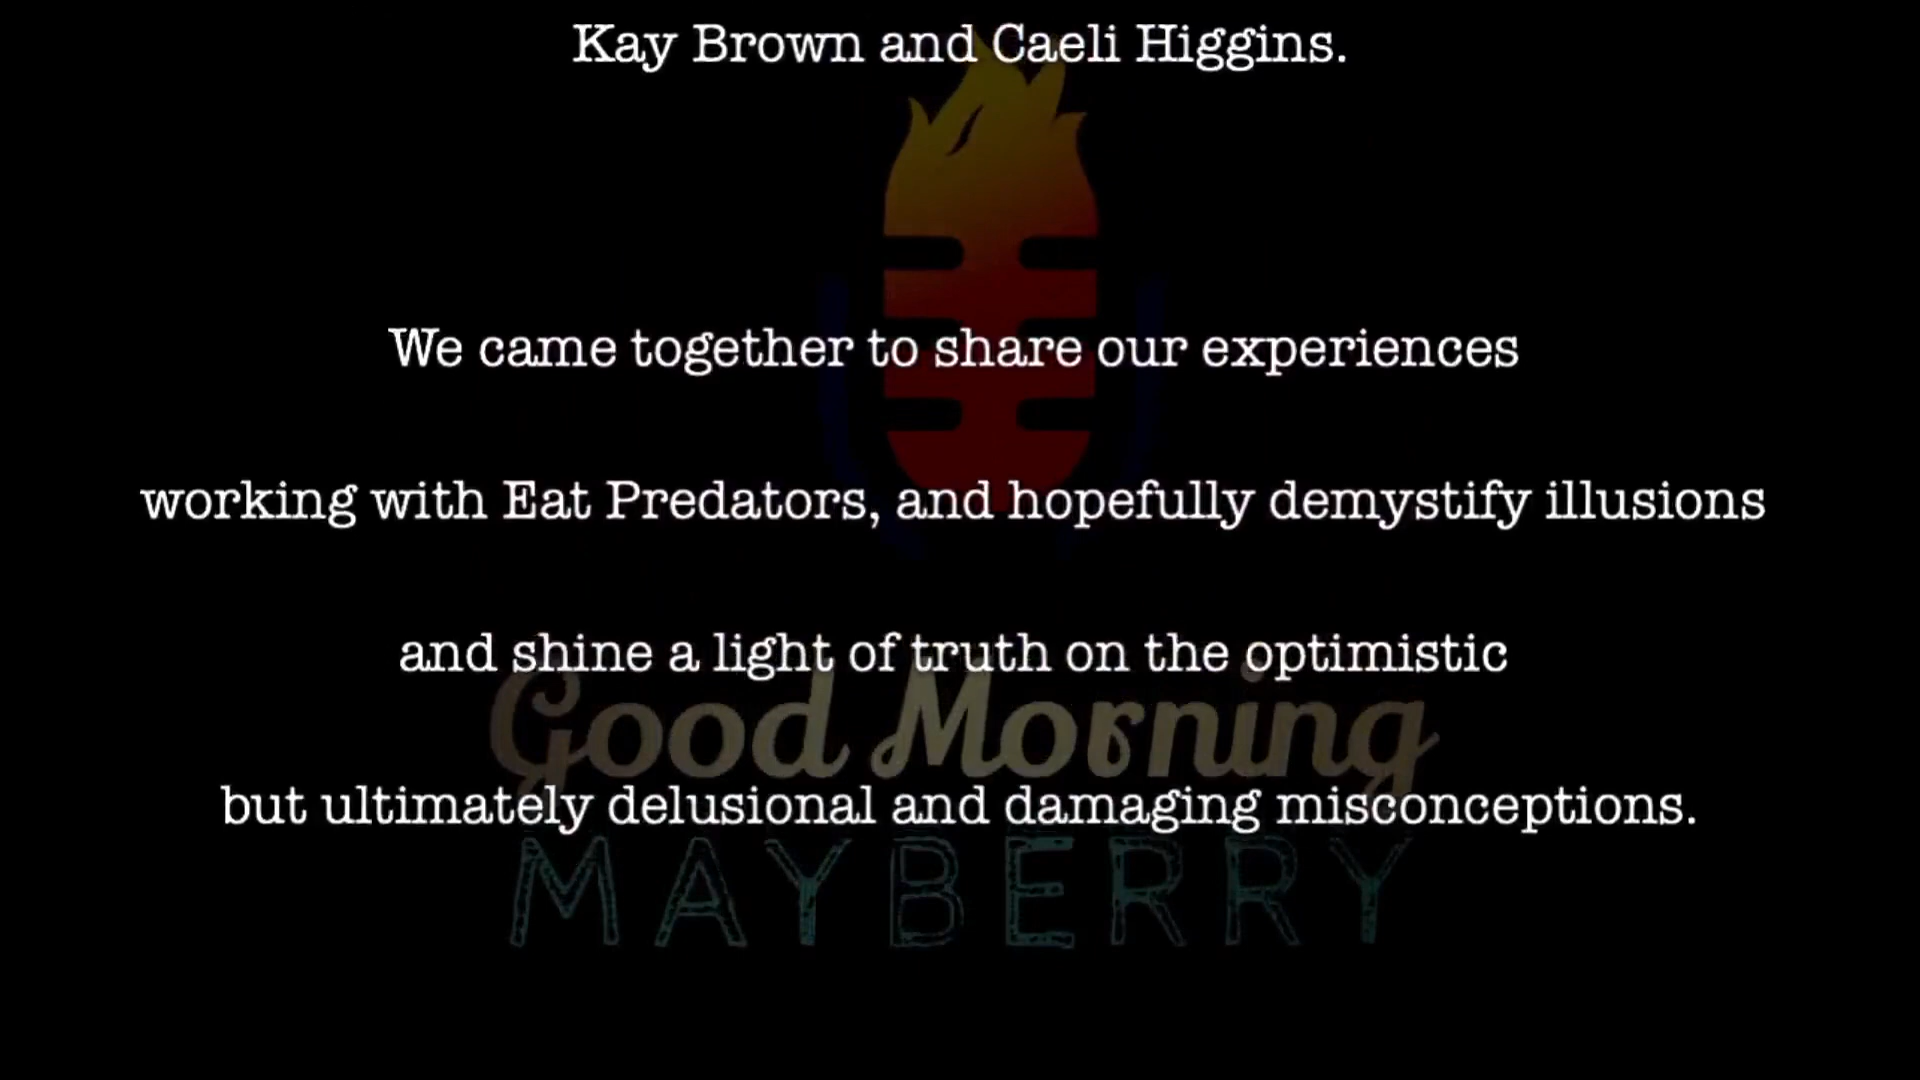 Kay Brown and Caeli Higgins.
We came together to share our experiences
working with Eat Predators, and hopefully demystify illusions
and shine a light of truth on the optimistic
Good Morning
but ultimately delusional and damaging misconceptions.
MAYBERRY